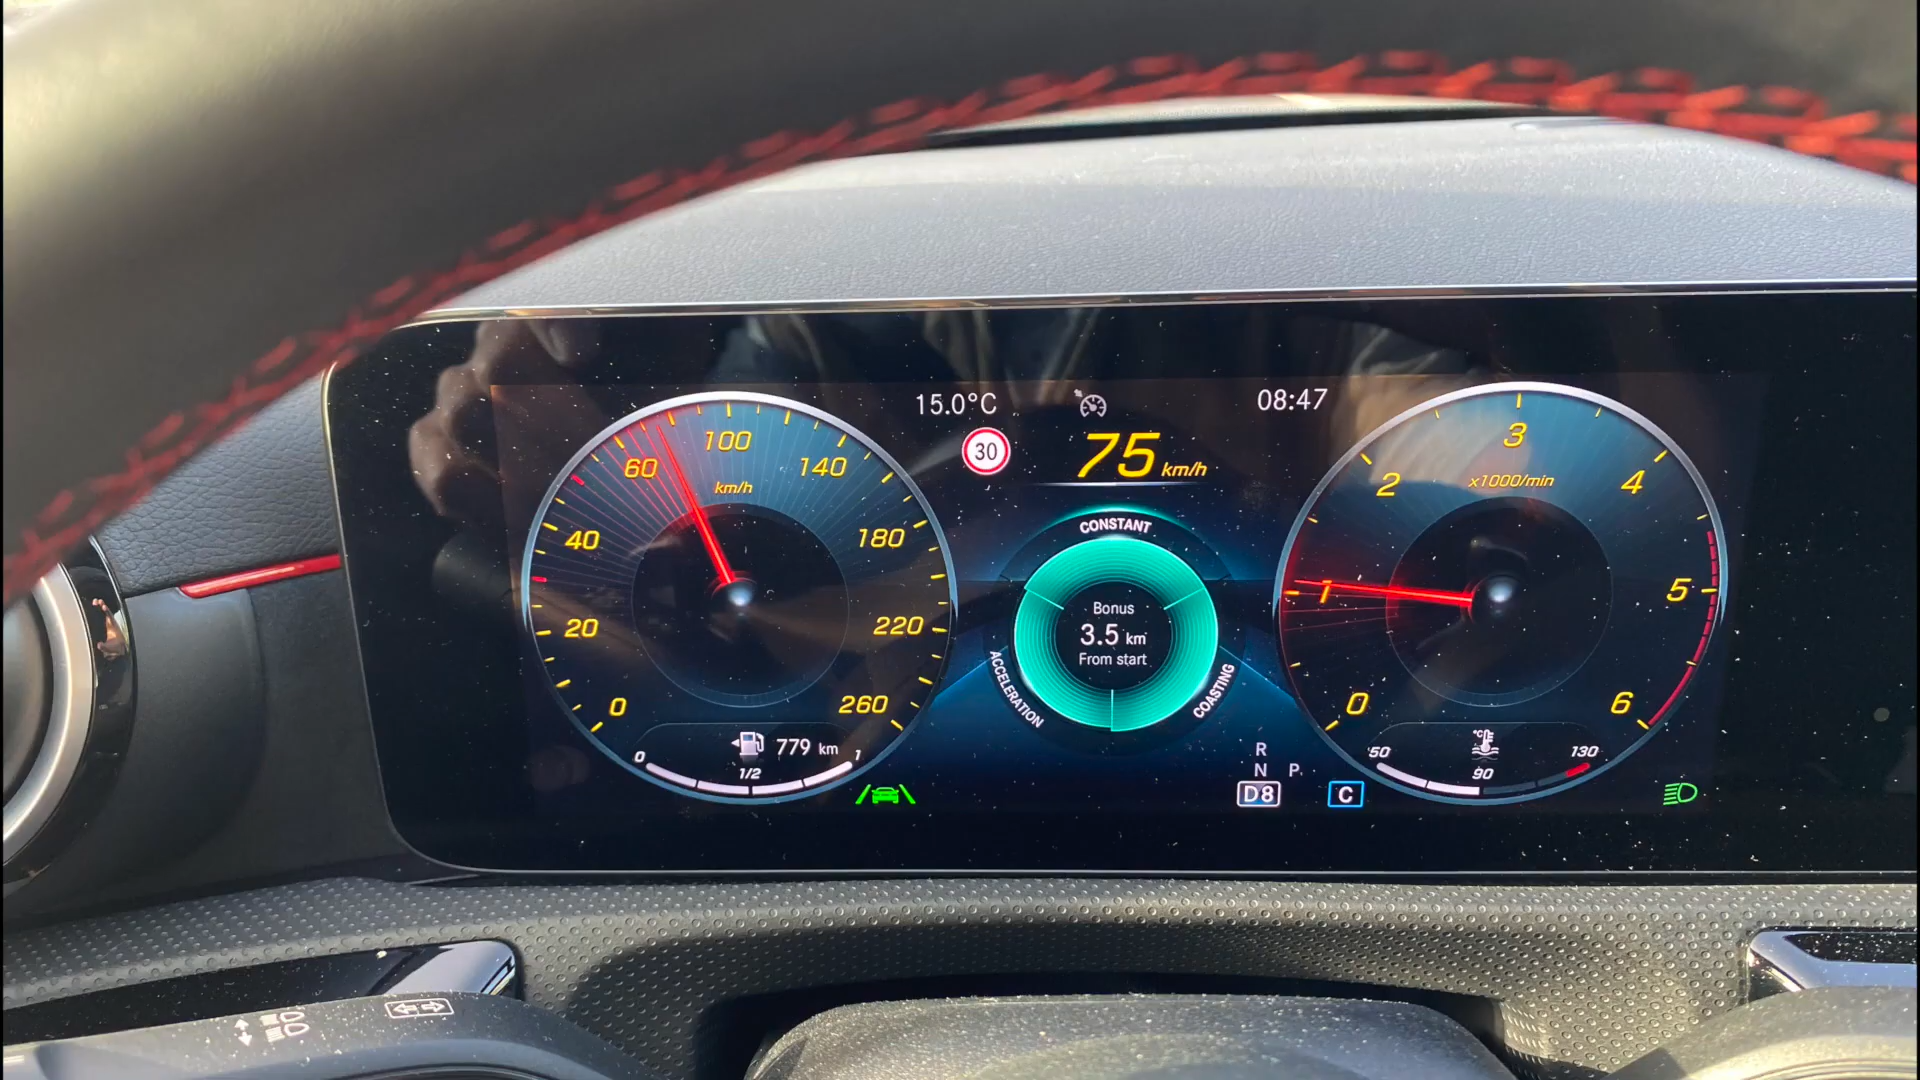 15.0°C
08:47
30
75 km/h
0
20
40
60
100
140
180
220
260
km/h
779 km
0
1/2
1
CONSTANT
ACCELERATION
COASTING
Bonus
3.5 km
From start
R
N P
D8
C
0
1
2
3
4
5
6
x1000/min
°C
50
90
130